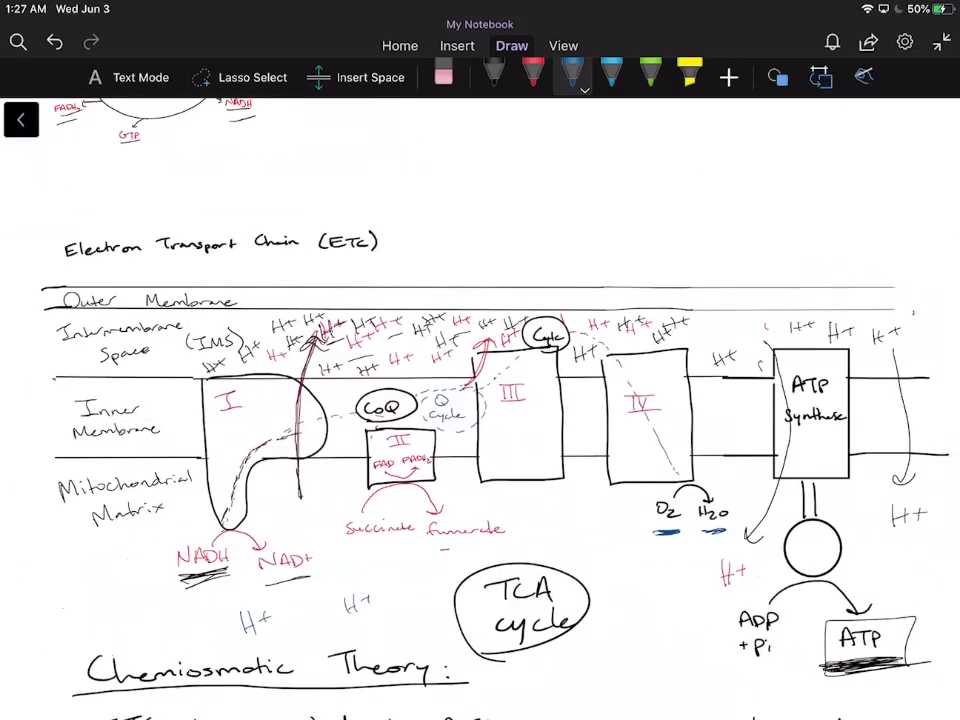 1:27 AM Wed Jun 3
50%
My Notebook
Home Insert Draw View
Text Mode Lasso Select Insert Space
FADH₂ NADH
GTP
Electron Transport Chain (ETC)
Outer Membrane
Intermembrane Space (IMS)
H+ H+ H+ H+ H+ H+ H+ H+ H+ H+ H+ H+ H+ H+ H+
H+ H+ H+ H+ H+ H+ H+ H+ H+ H+ H+
H+ H+ H+ H+ H+ H+ H+
Cytc
Inner Membrane
I
CoQ
Q cycle
II
FAD FADH₂
III
IV
ATP synthase
Mitochondrial Matrix
Succinate fumerate
O₂ H₂O
H+
NADH NAD+
H+
H+ H+
TCA cycle
ADP + Pi
ATP
Chemiosmotic Theory: